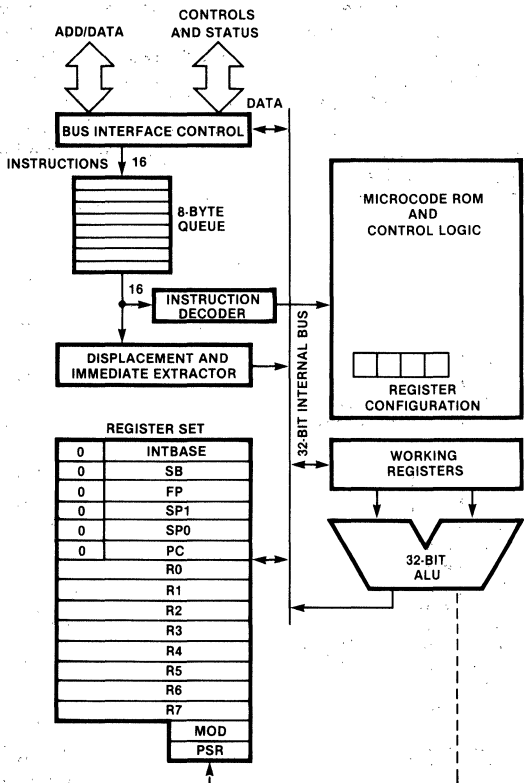 CONTROLS
AND STATUS
ADD/DATA
DATA
BUS INTERFACE CONTROL
INSTRUCTIONS 16
8-BYTE
QUEUE
MICROCODE ROM
AND
CONTROL LOGIC
16
INSTRUCTION
DECODER
DISPLACEMENT AND
IMMEDIATE EXTRACTOR
32-BIT INTERNAL BUS
REGISTER
CONFIGURATION
REGISTER SET
0 INTBASE
0 SB
0 FP
0 SP1
0 SP0
0 PC
R0
R1
R2
R3
R4
R5
R6
R7
MOD
PSR
WORKING
REGISTERS
32-BIT
ALU